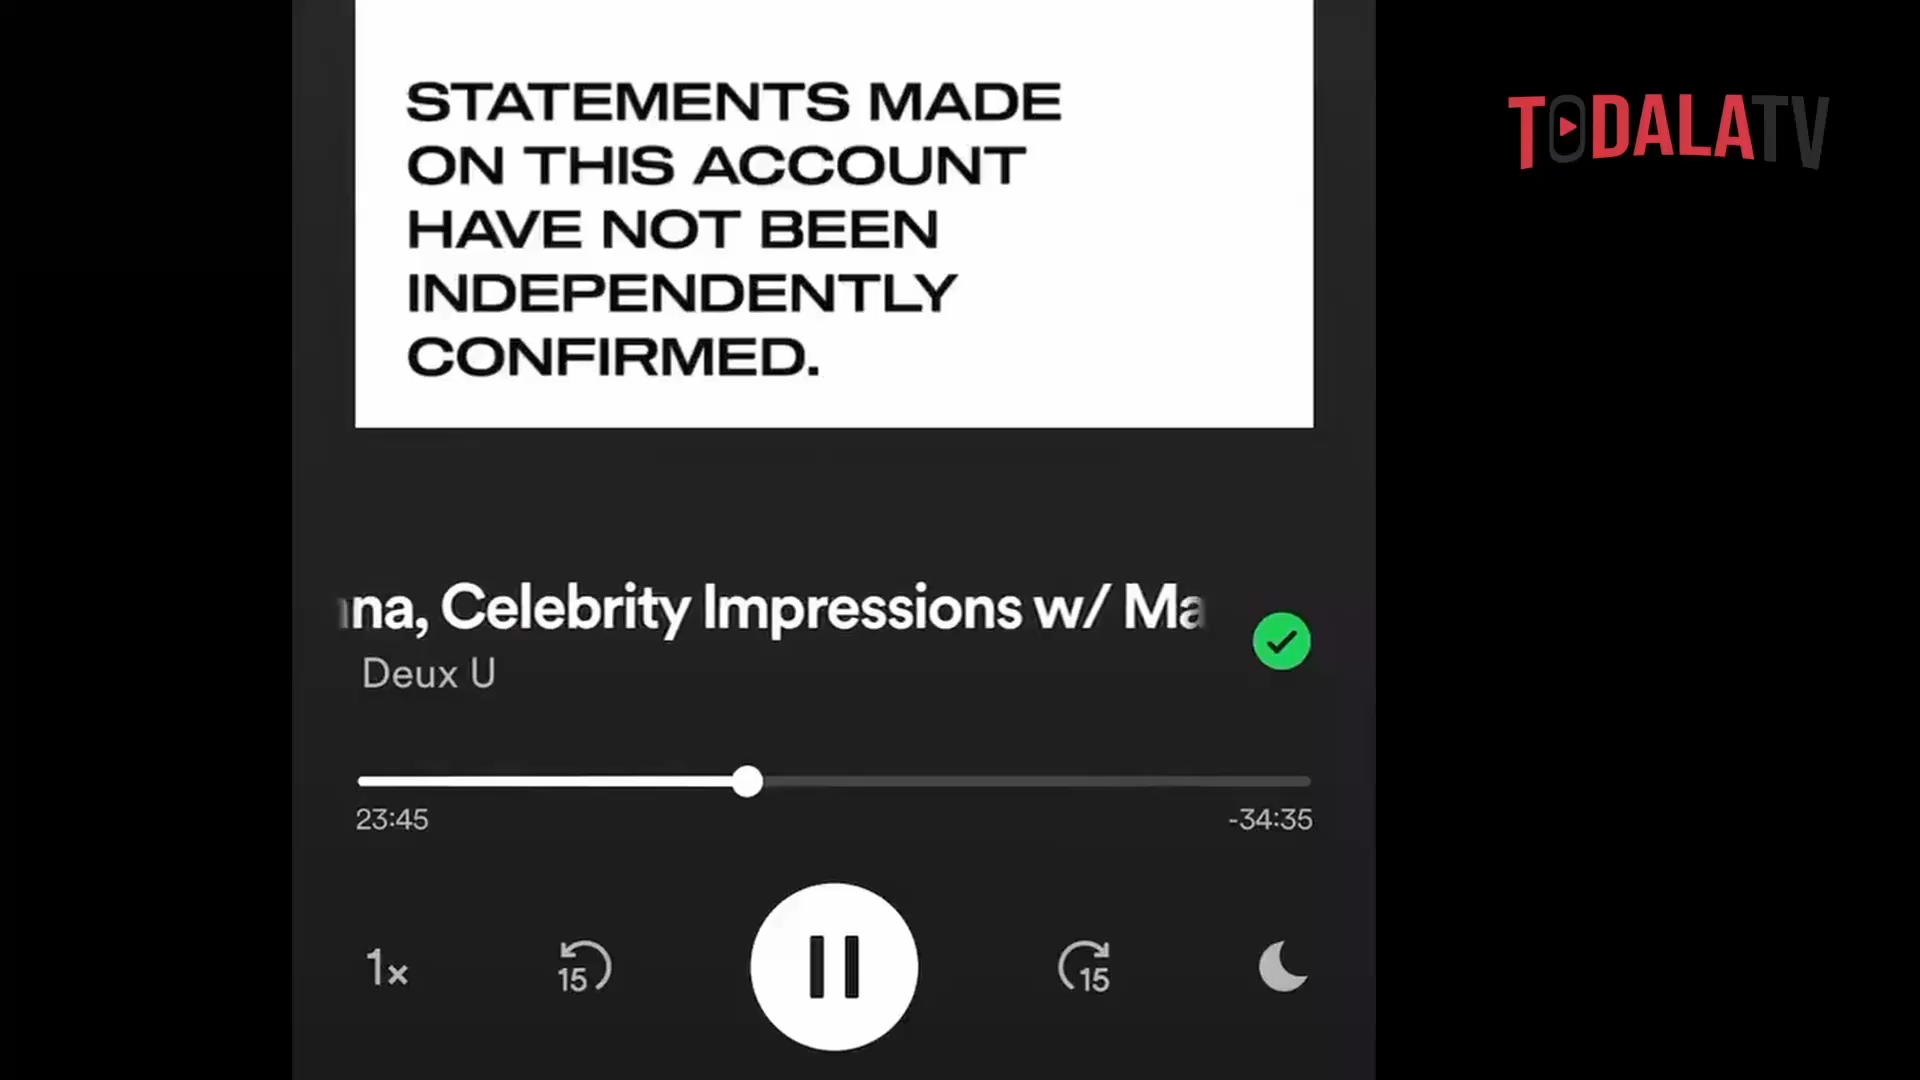 STATEMENTS MADE
ON THIS ACCOUNT
HAVE NOT BEEN
INDEPENDENTLY
CONFIRMED.
TODALATV
Celebrity Impressions w/
Deux U
23:45
-34:35
1x
15
15